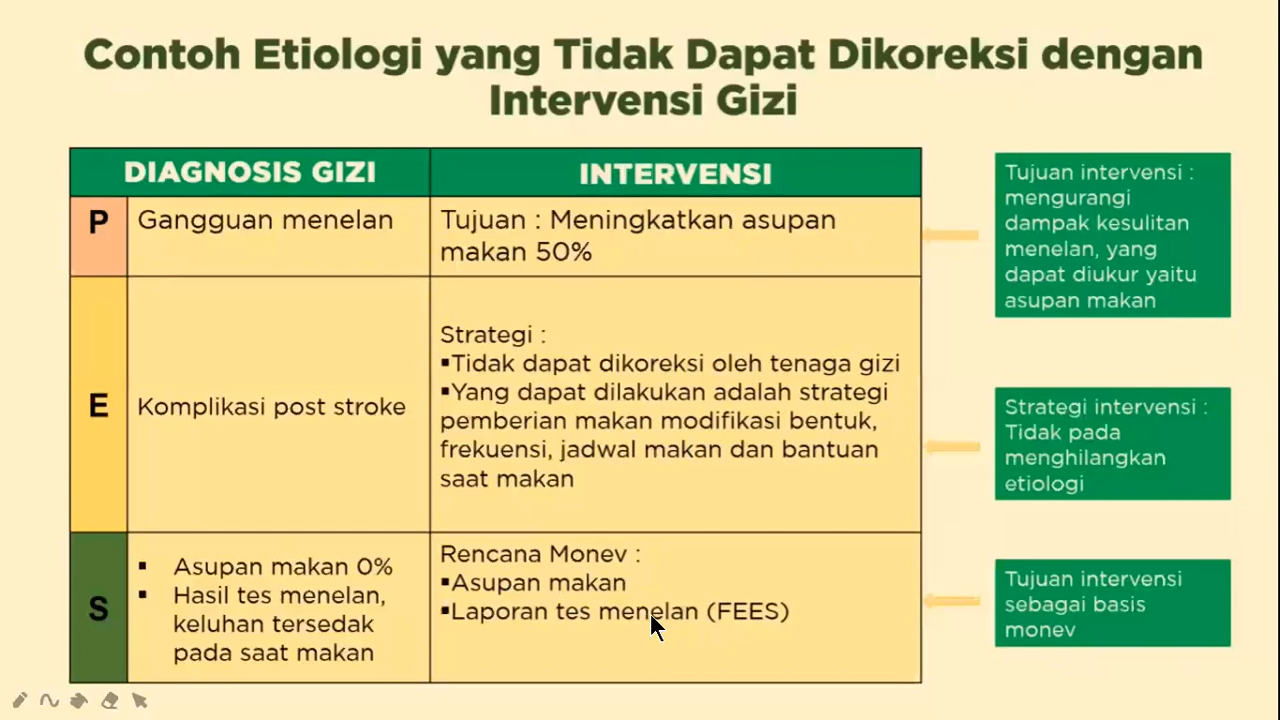 Contoh Etiologi yang Tidak Dapat Dikoreksi dengan
Intervensi Gizi
DIAGNOSIS GIZI
INTERVENSI
P
Gangguan menelan
Tujuan : Meningkatkan asupan
makan 50%
Tujuan intervensi :
mengurangi
dampak kesulitan
menelan, yang
dapat diukur yaitu
asupan makan
E
Komplikasi post stroke
Strategi :
▪Tidak dapat dikoreksi oleh tenaga gizi
▪Yang dapat dilakukan adalah strategi
pemberian makan modifikasi bentuk,
frekuensi, jadwal makan dan bantuan
saat makan
Strategi intervensi :
Tidak pada
menghilangkan
etiologi
S
▪ Asupan makan 0%
▪ Hasil tes menelan,
keluhan tersedak
pada saat makan
Rencana Monev :
▪Asupan makan
▪Laporan tes menelan (FEES)
Tujuan intervensi
sebagai basis
monev